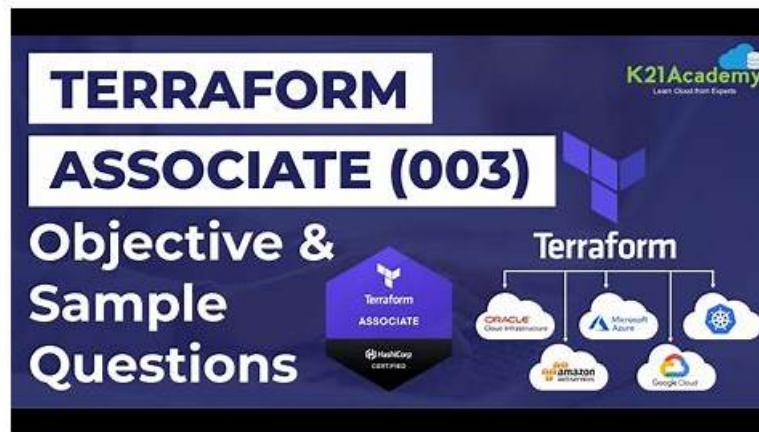 TERRAFORM
ASSOCIATE (003)
Objective &
Sample
Questions
K21Academy
Learn Cloud from Experts
Terraform
Terraform
ASSOCIATE
HashiCorp
CERTIFIED
ORACLE
Cloud Infrastructure
Microsoft
Azure
amazon
webservices
Google Cloud